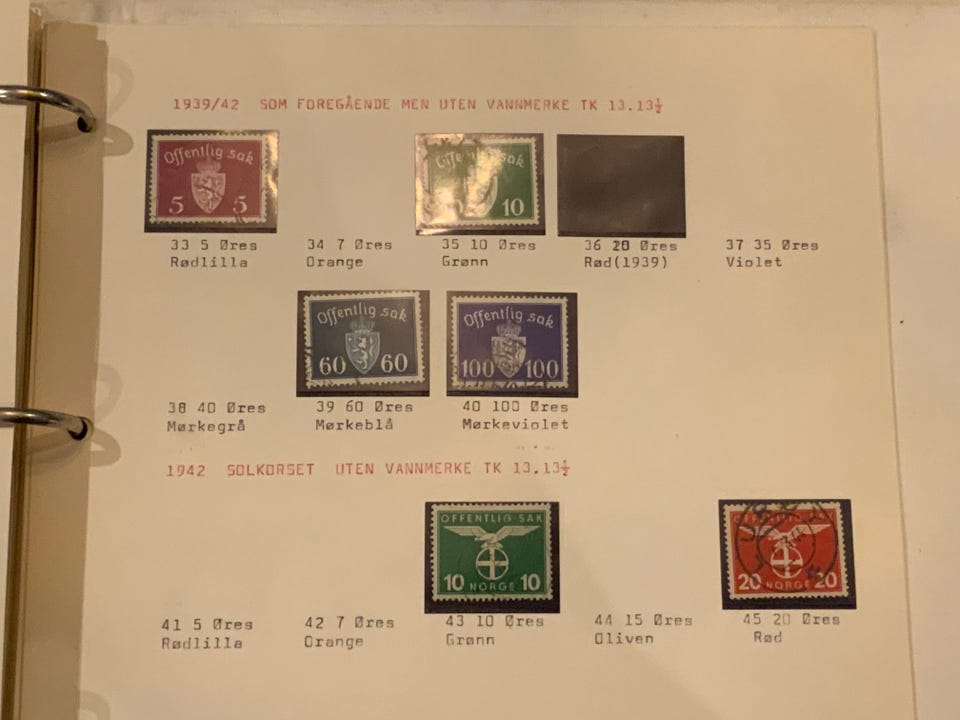 1939/42 SOM FOREGÅENDE MEN UTEN VANNMERKE TK 13.13½
Offentlig sak
5 5
Offentlig sak
10
33 5 Øres
Rødlilla
34 7 Øres
Orange
35 10 Øres
Grønn
36 20 Øres
Rød(1939)
37 35 Øres
Violet
Offentlig sak
60 60
Offentlig sak
100 100
38 40 Øres
Mørkegrå
39 60 Øres
Mørkeblå
40 100 Øres
Mørkeviolet
1942 SOLKORSET UTEN VANNMERKE TK 13.13½
OFFENTLIG SAK
10 NORGE 10
OFFENTLIG SAK
20 NORGE 20
41 5 Øres
Rødlilla
42 7 Øres
Orange
43 10 Øres
Grønn
44 15 Øres
Oliven
45 20 Øres
Rød